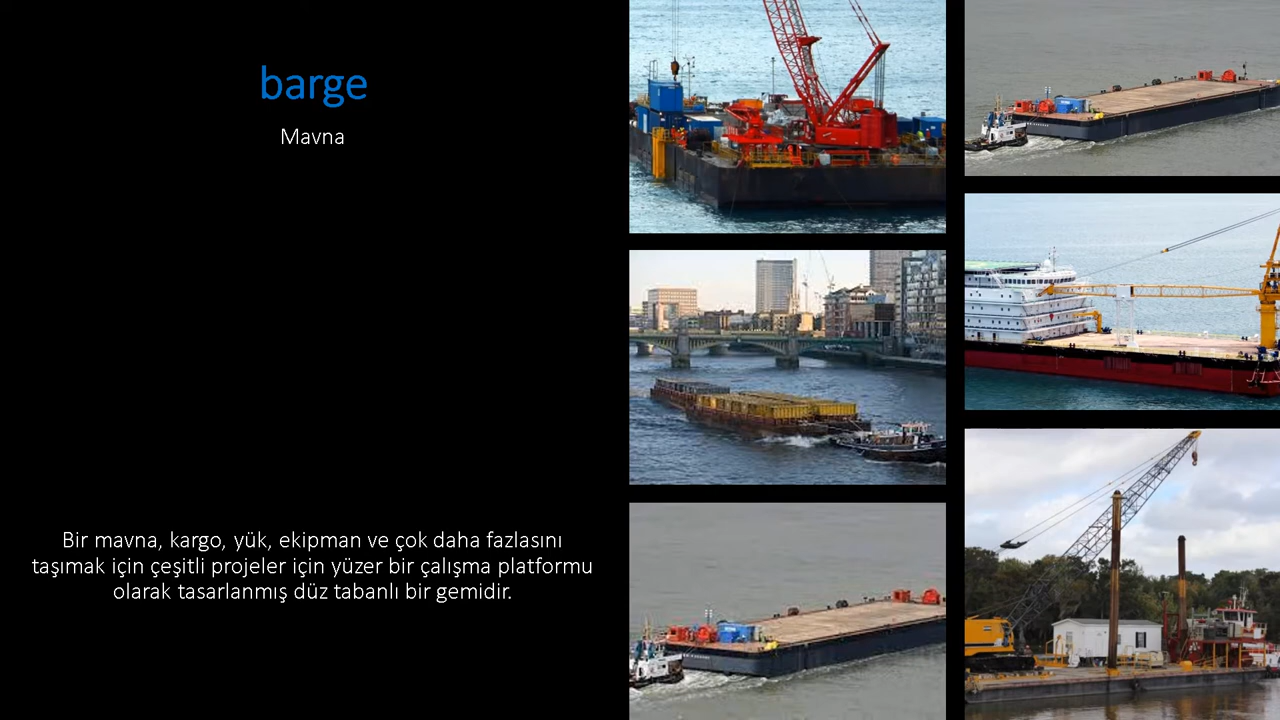 barge
Mavna
Bir mavna, kargo, yük, ekipman ve çok daha fazlasını
taşımak için çeşitli projeler için yüzer bir çalışma platformu
olarak tasarlanmış düz tabanlı bir gemidir.